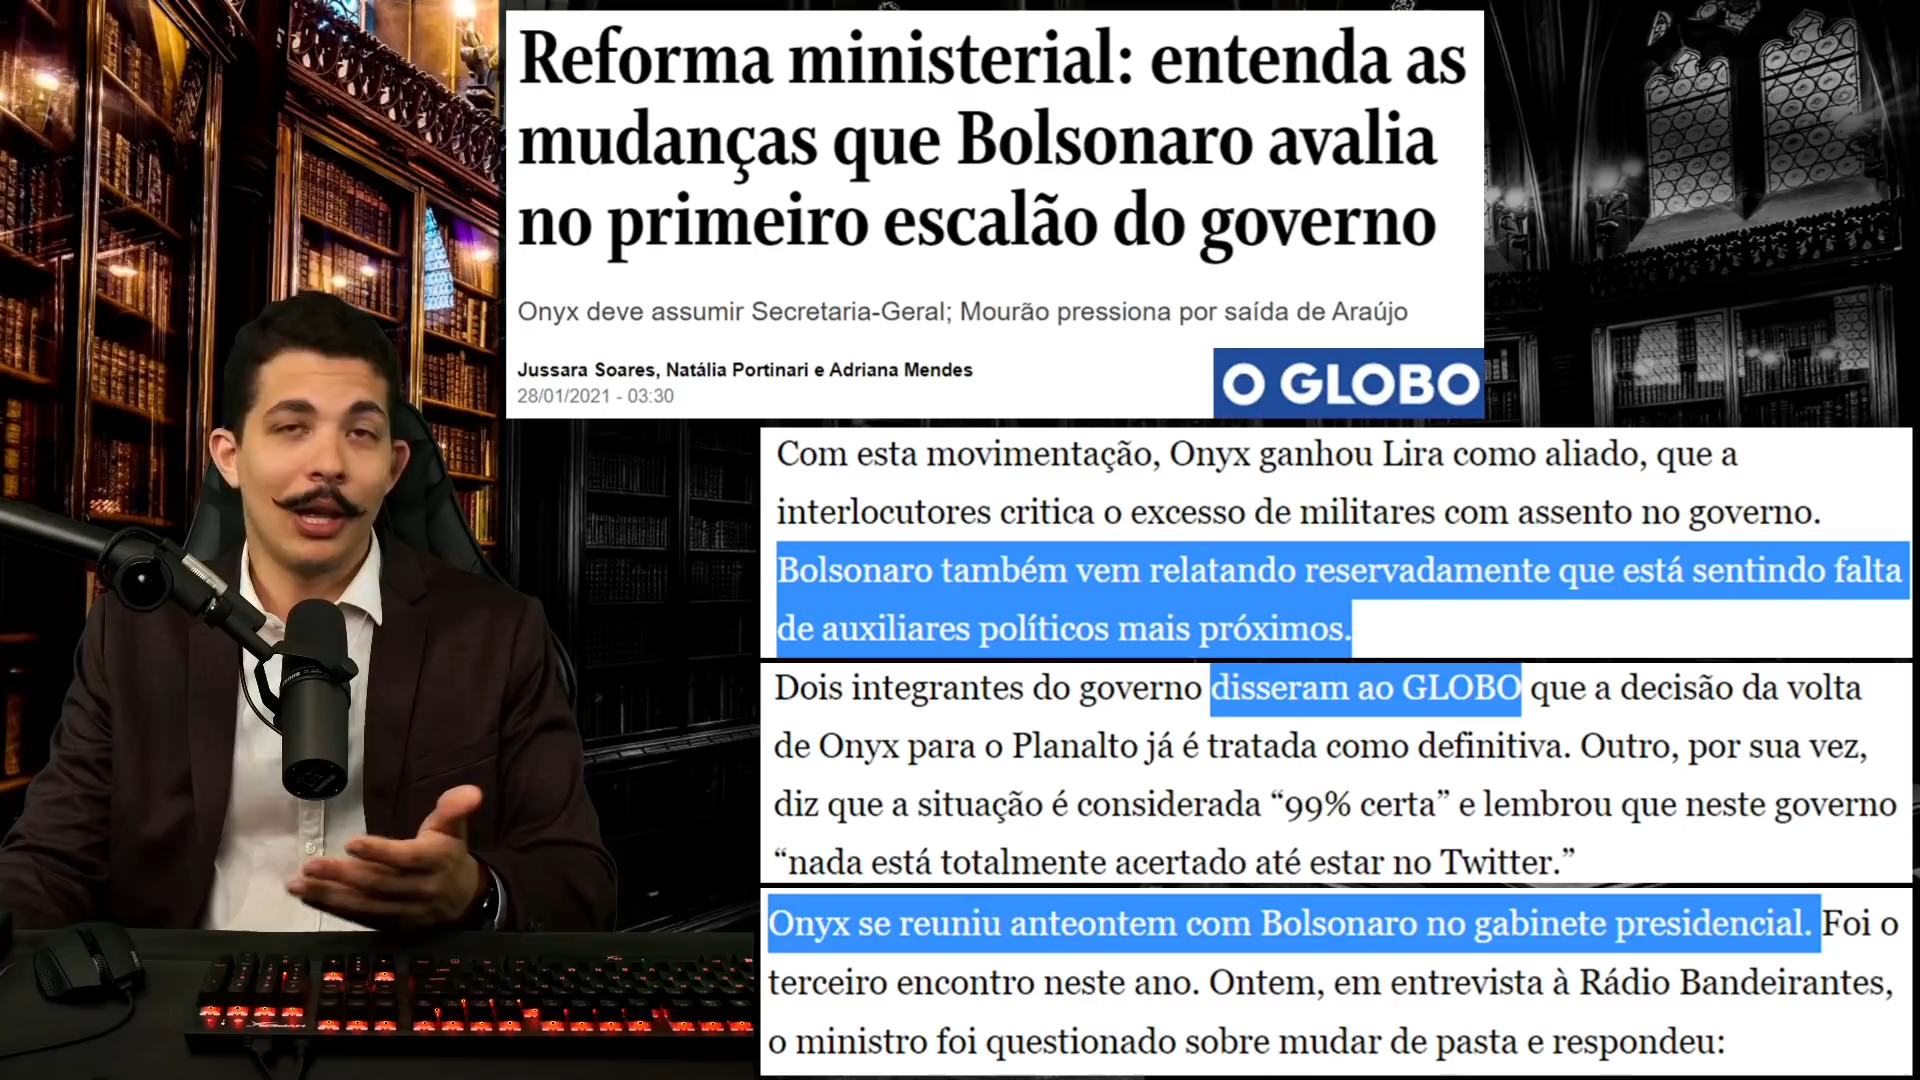 Reforma ministerial: entenda as
mudanças que Bolsonaro avalia
no primeiro escalão do governo
Onyx deve assumir Secretaria-Geral; Mourão pressiona por saída de Araújo
Jussara Soares, Natália Portinari e Adriana Mendes
28/01/2021 - 03:30
O GLOBO
Com esta movimentação, Onyx ganhou Lira como aliado, que a
interlocutores critica o excesso de militares com assento no governo.
Bolsonaro também vem relatando reservadamente que está sentindo falta
de auxiliares políticos mais próximos.
Dois integrantes do governo disseram ao GLOBO que a decisão da volta
de Onyx para o Planalto já é tratada como definitiva. Outro, por sua vez,
diz que a situação é considerada “99% certa” e lembrou que neste governo
“nada está totalmente acertado até estar no Twitter.”
Onyx se reuniu anteontem com Bolsonaro no gabinete presidencial. Foi o
terceiro encontro neste ano. Ontem, em entrevista à Rádio Bandeirantes,
o ministro foi questionado sobre mudar de pasta e respondeu: